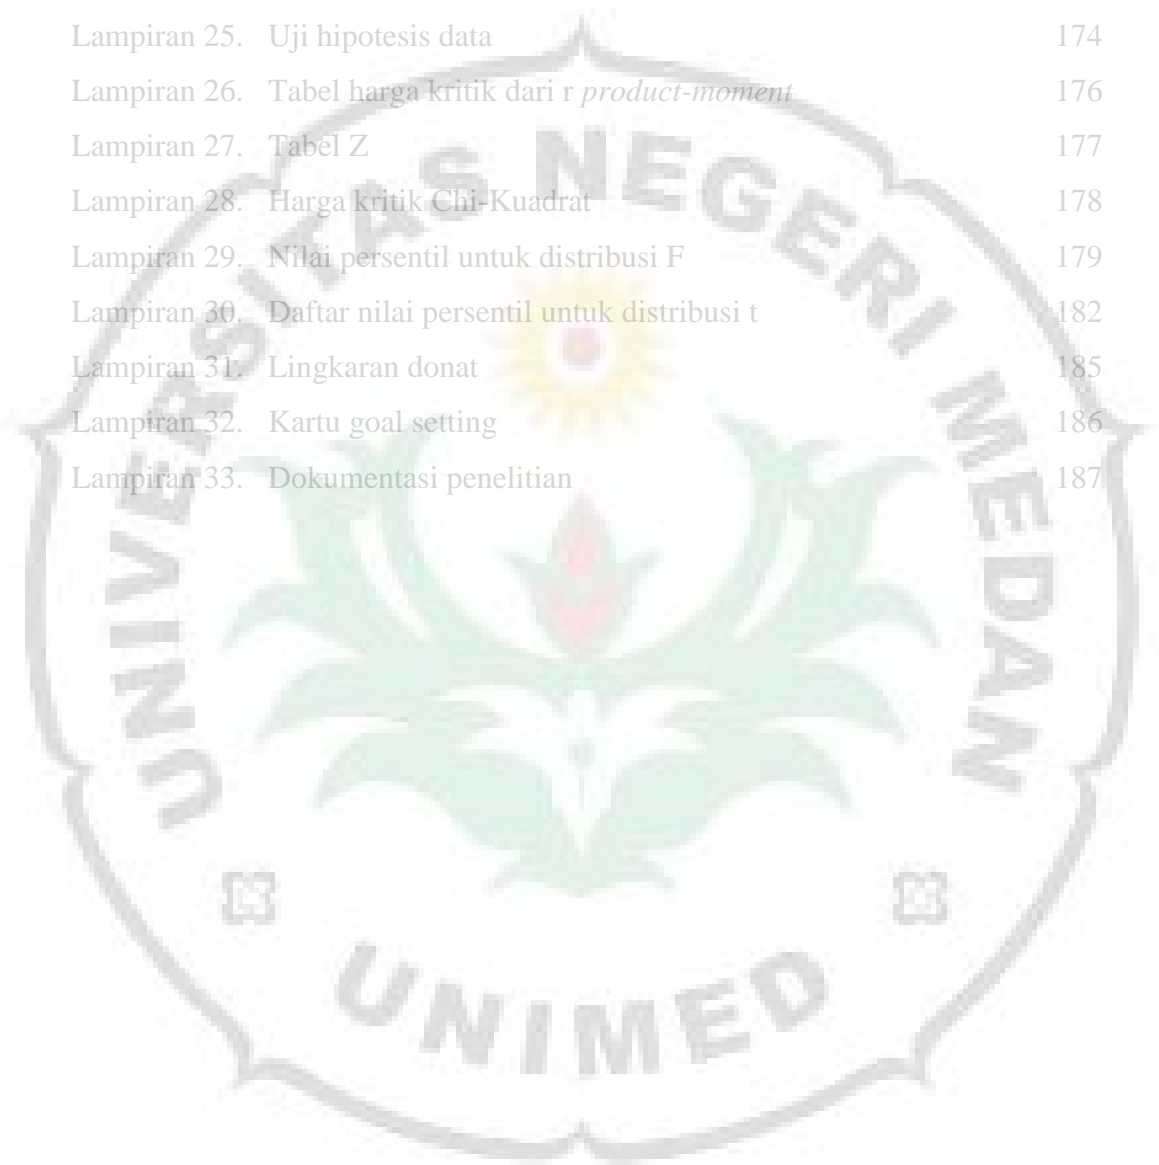 Lampiran 25. Uji hipotesis data 174
Lampiran 26. Tabel harga kritik dari r product-moment 176
Lampiran 27. Tabel Z 177
Lampiran 28. Harga kritik Chi-Kuadrat 178
Lampiran 29. Nilai persentil untuk distribusi F 179
Lampiran 30. Daftar nilai persentil untuk distribusi t 182
Lampiran 31. Lingkaran donat 185
Lampiran 32. Kartu goal setting 186
Lampiran 33. Dokumentasi penelitian 187
UNIVERSITAS NEGERI MEDAN
UNIMED